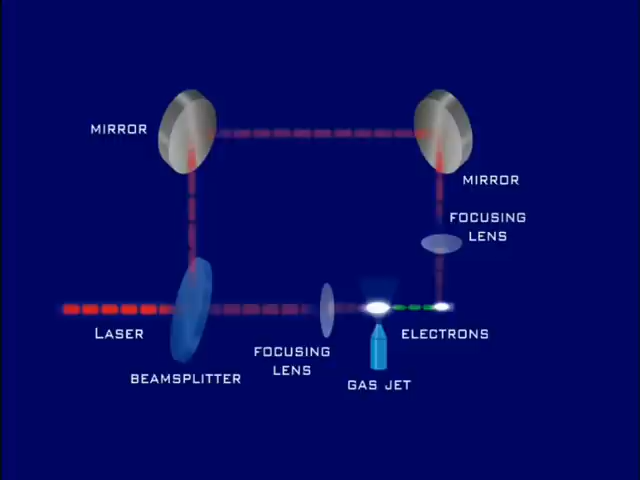 MIRROR
MIRROR
FOCUSING
LENS
LASER
ELECTRONS
FOCUSING
LENS
BEAMSPLITTER
GAS JET